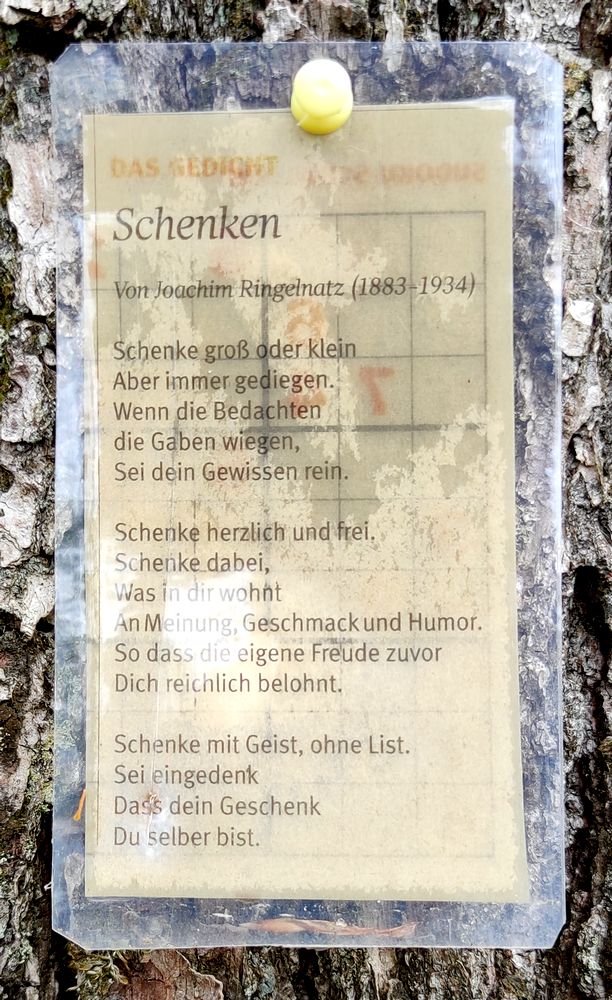 DAS GEDICHT
Schenken
Von Joachim Ringelnatz (1883-1934)
Schenke groß oder klein
Aber immer gediegen.
Wenn die Bedachten
die Gaben wiegen,
Sei dein Gewissen rein.
Schenke herzlich und frei.
Schenke dabei,
Was in dir wohnt
An Meinung, Geschmack und Humor.
So dass die eigene Freude zuvor
Dich reichlich belohnt.
Schenke mit Geist, ohne List.
Sei eingedenk
Dass dein Geschenk
Du selber bist.